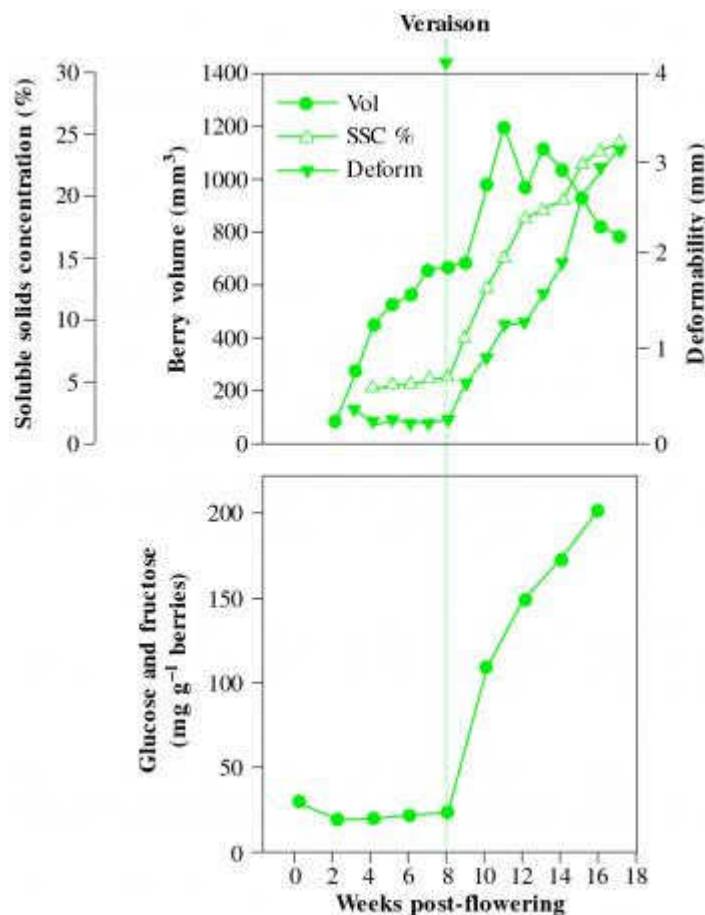 Veraison
Soluble solids concentration (%)
30
25
20
15
10
5
0
Berry volume (mm³)
1400
1200
1000
800
600
400
200
0
Vol
SSC %
Deform
4
3
2
1
0
Deformability (mm)
Glucose and fructose
(mg g⁻¹ berries)
200
150
100
50
0
0 2 4 6 8 10 12 14 16 18
Weeks post-flowering